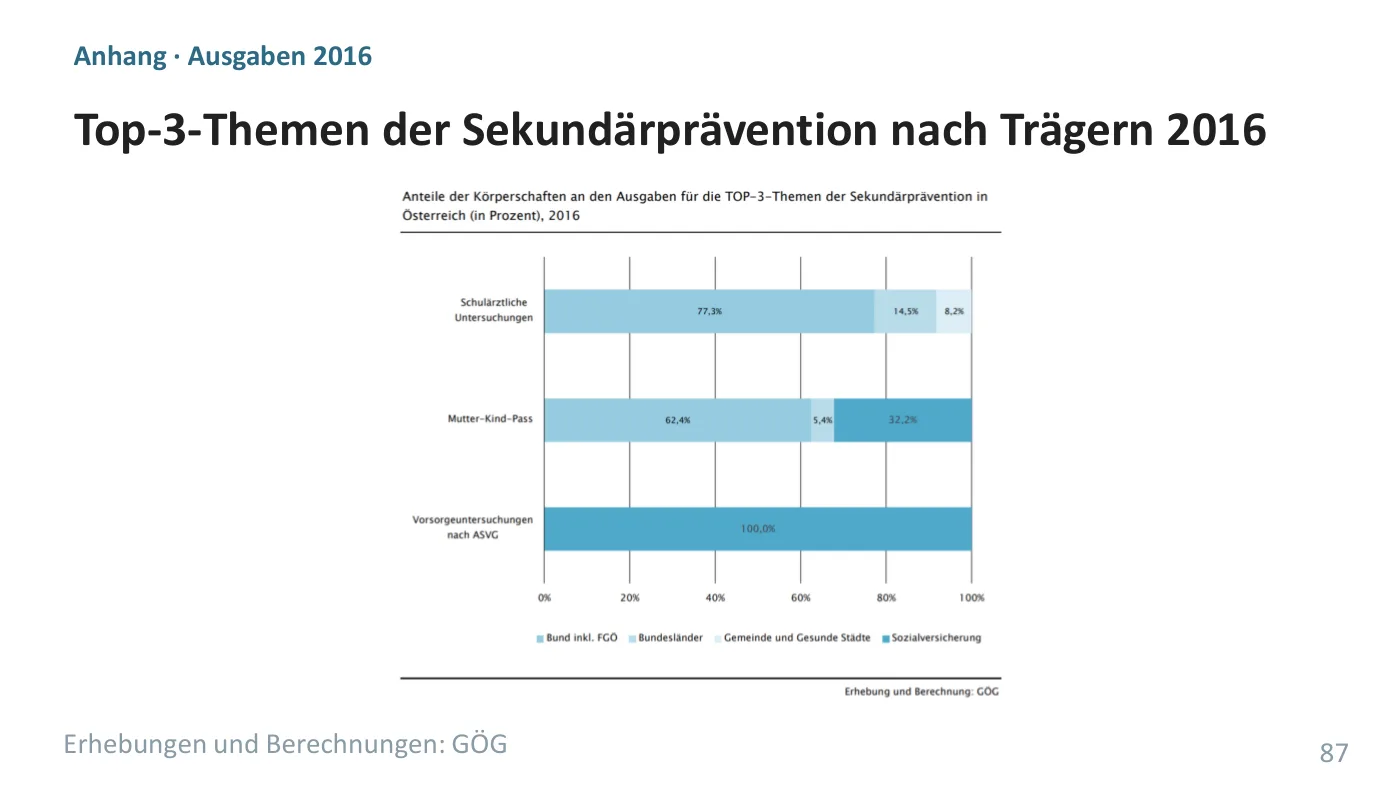 Anhang · Ausgaben 2016
Top-3-Themen der Sekundärprävention nach Trägern 2016
Anteile der Körperschaften an den Ausgaben für die TOP-3-Themen der Sekundärprävention in
Österreich (in Prozent), 2016
Schulärztliche
Untersuchungen
77,3% 14,5% 8,2%
Mutter-Kind-Pass
62,4% 5,4% 32,2%
Vorsorgeuntersuchungen
nach ASVG
100,0%
0% 20% 40% 60% 80% 100%
Bund inkl. FGÖ Bundesländer Gemeinde und Gesunde Städte Sozialversicherung
Erhebung und Berechnung: GÖG
Erhebungen und Berechnungen: GÖG
87